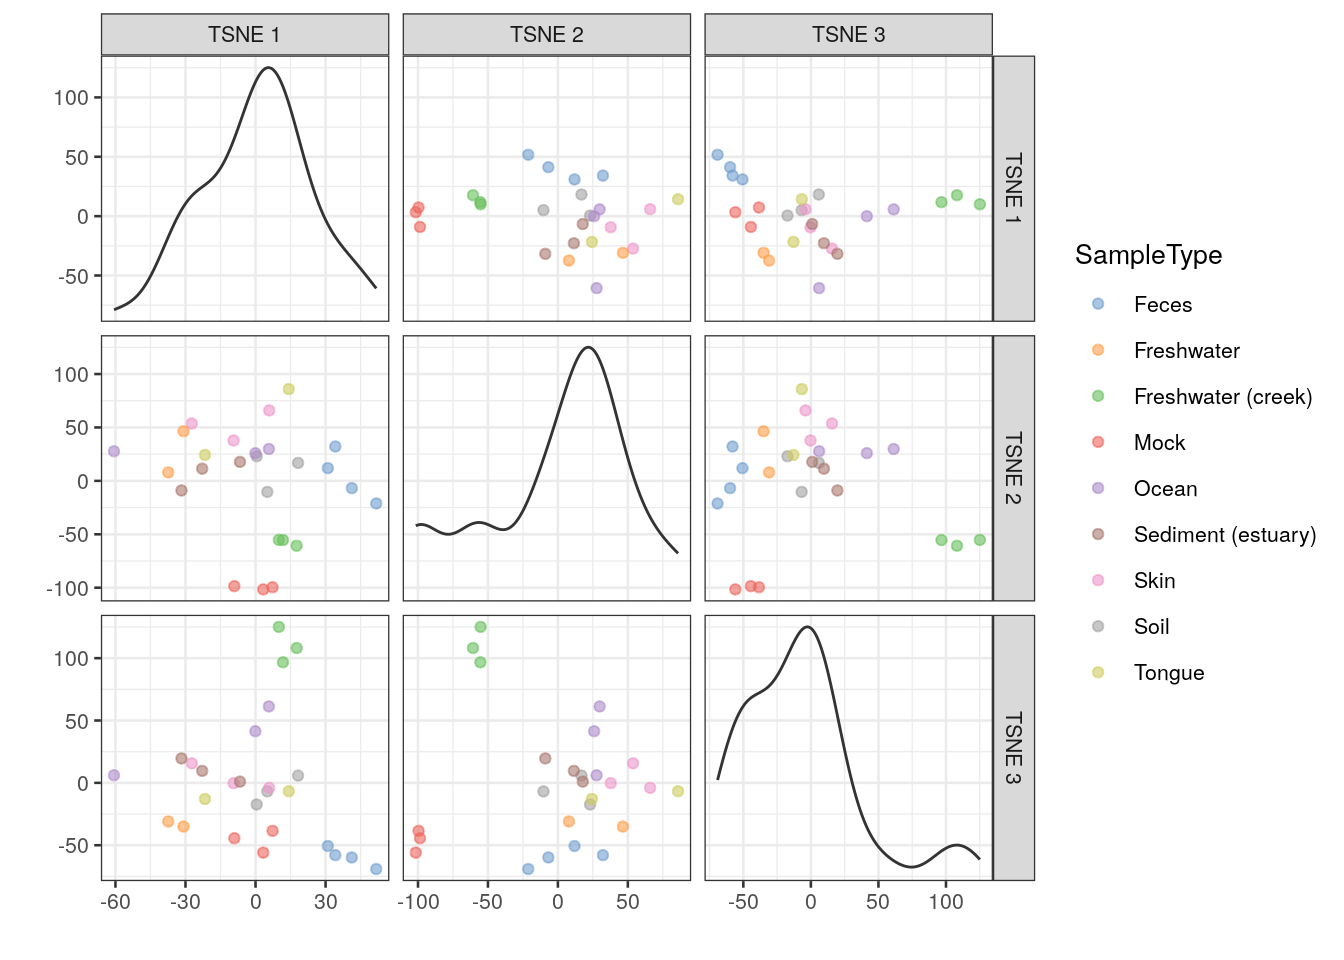 TSNE 1
TSNE 2
TSNE 3
100
50
0
-50
TSNE 1
100
50
0
-50
-100
TSNE 2
100
50
0
-50
TSNE 3
-60
-30
0
30
-100
-50
0
50
-50
0
50
100
SampleType
Feces
Freshwater
Freshwater (creek)
Mock
Ocean
Sediment (estuary)
Skin
Soil
Tongue